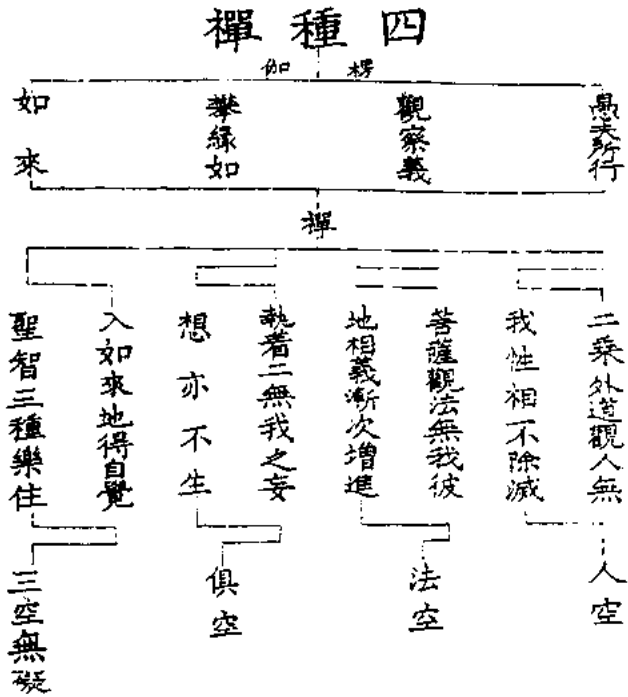 四種禪
楞伽
愚夫所行
觀察義
攀緣如
如來
禪
二乘外道觀人無
我性相不除滅
菩薩觀法無我彼
地相義漸次增進
執着二無我之妄
想亦不生
入如來地得自覺
聖智三種樂住
人空
法空
俱空
三空無礙